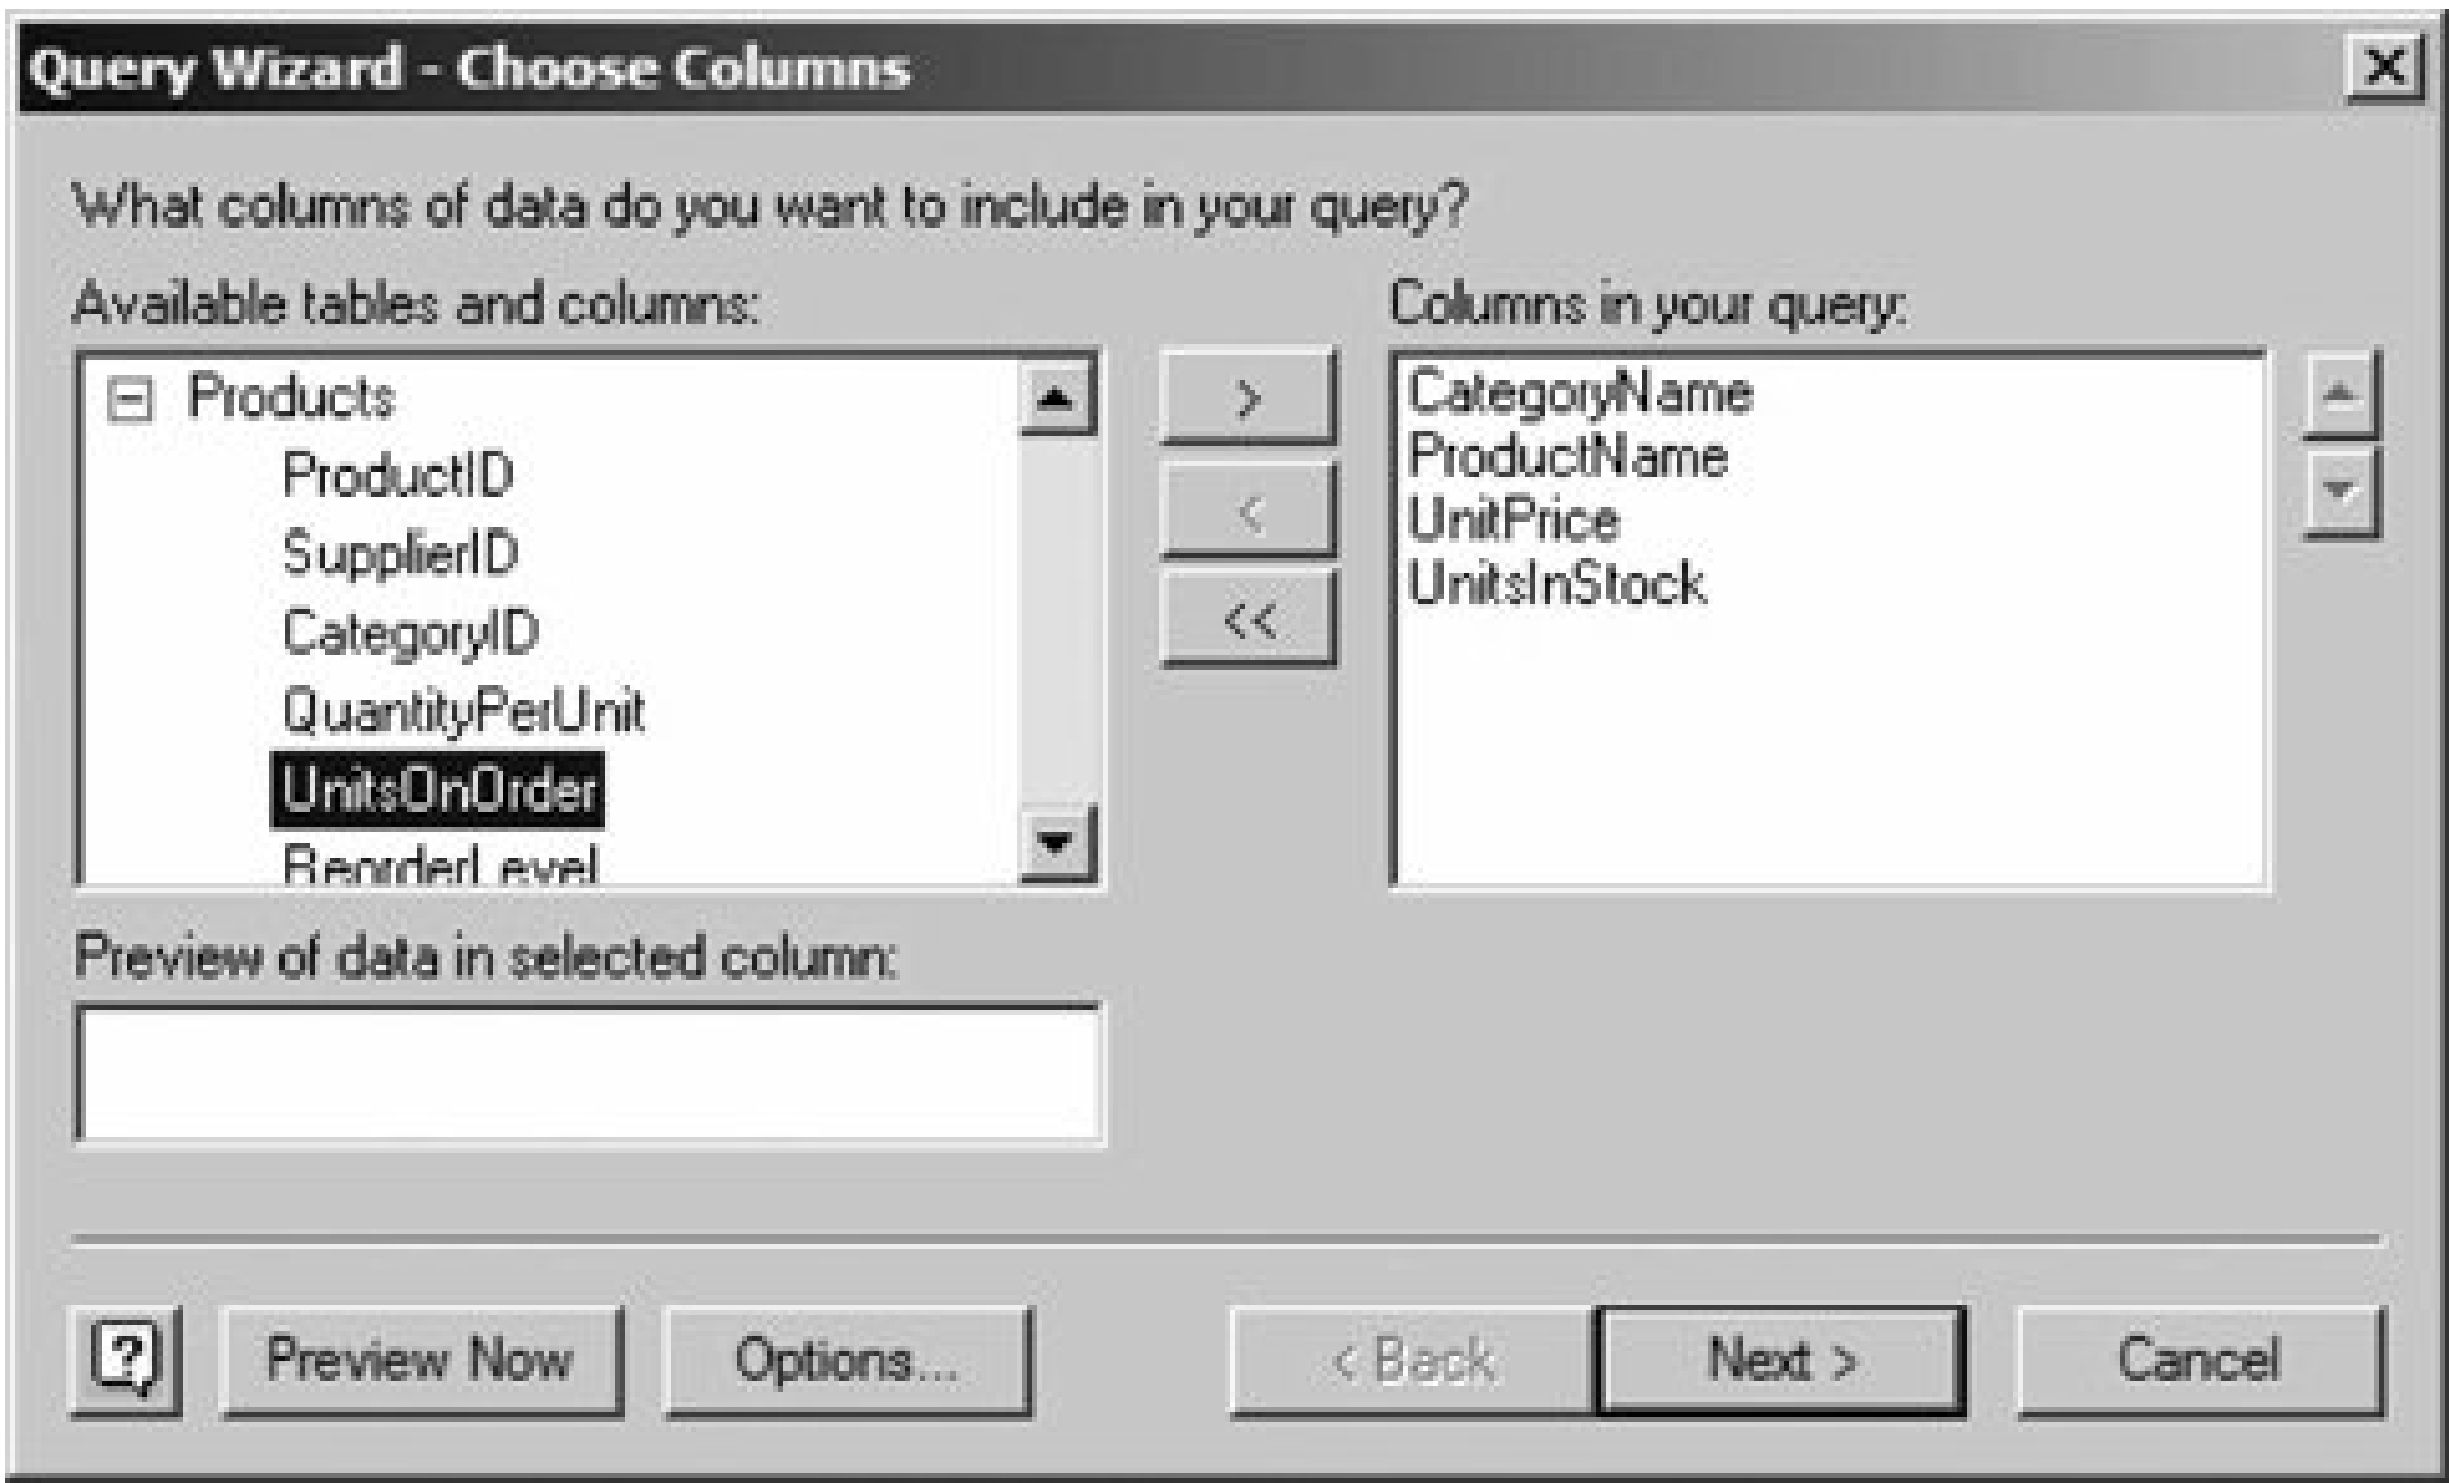 Query Wizard - Choose Columns
What columns of data do you want to include in your query?
Available tables and columns:
Products
ProductID
SupplierID
CategoryID
QuantityPerUnit
UnitsOnOrder
ReorderLevel
>
<
<<
Columns in your query:
CategoryName
ProductName
UnitPrice
UnitsInStock
Preview of data in selected column:
? Preview Now Options... < Back Next > Cancel